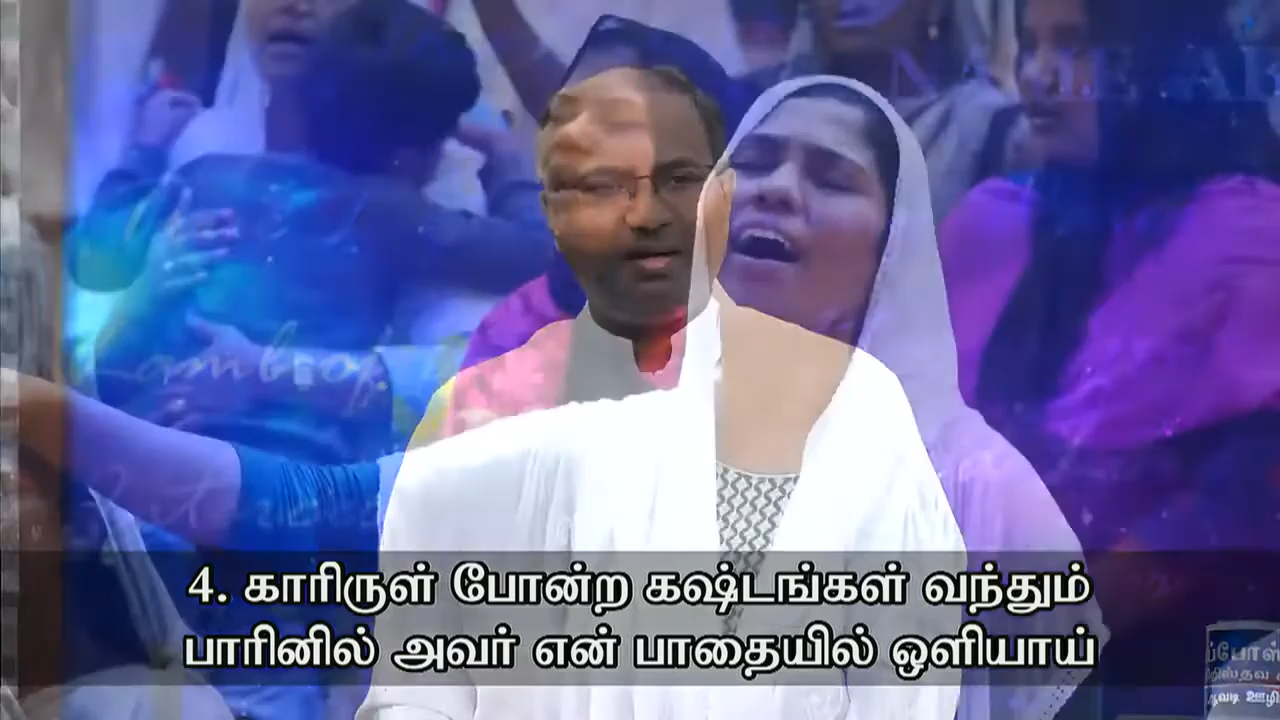 4. காரிருள் போன்ற கஷ்டங்கள் வந்தும்
பாரினில் அவர் என் பாதையில் ஒளியாய்